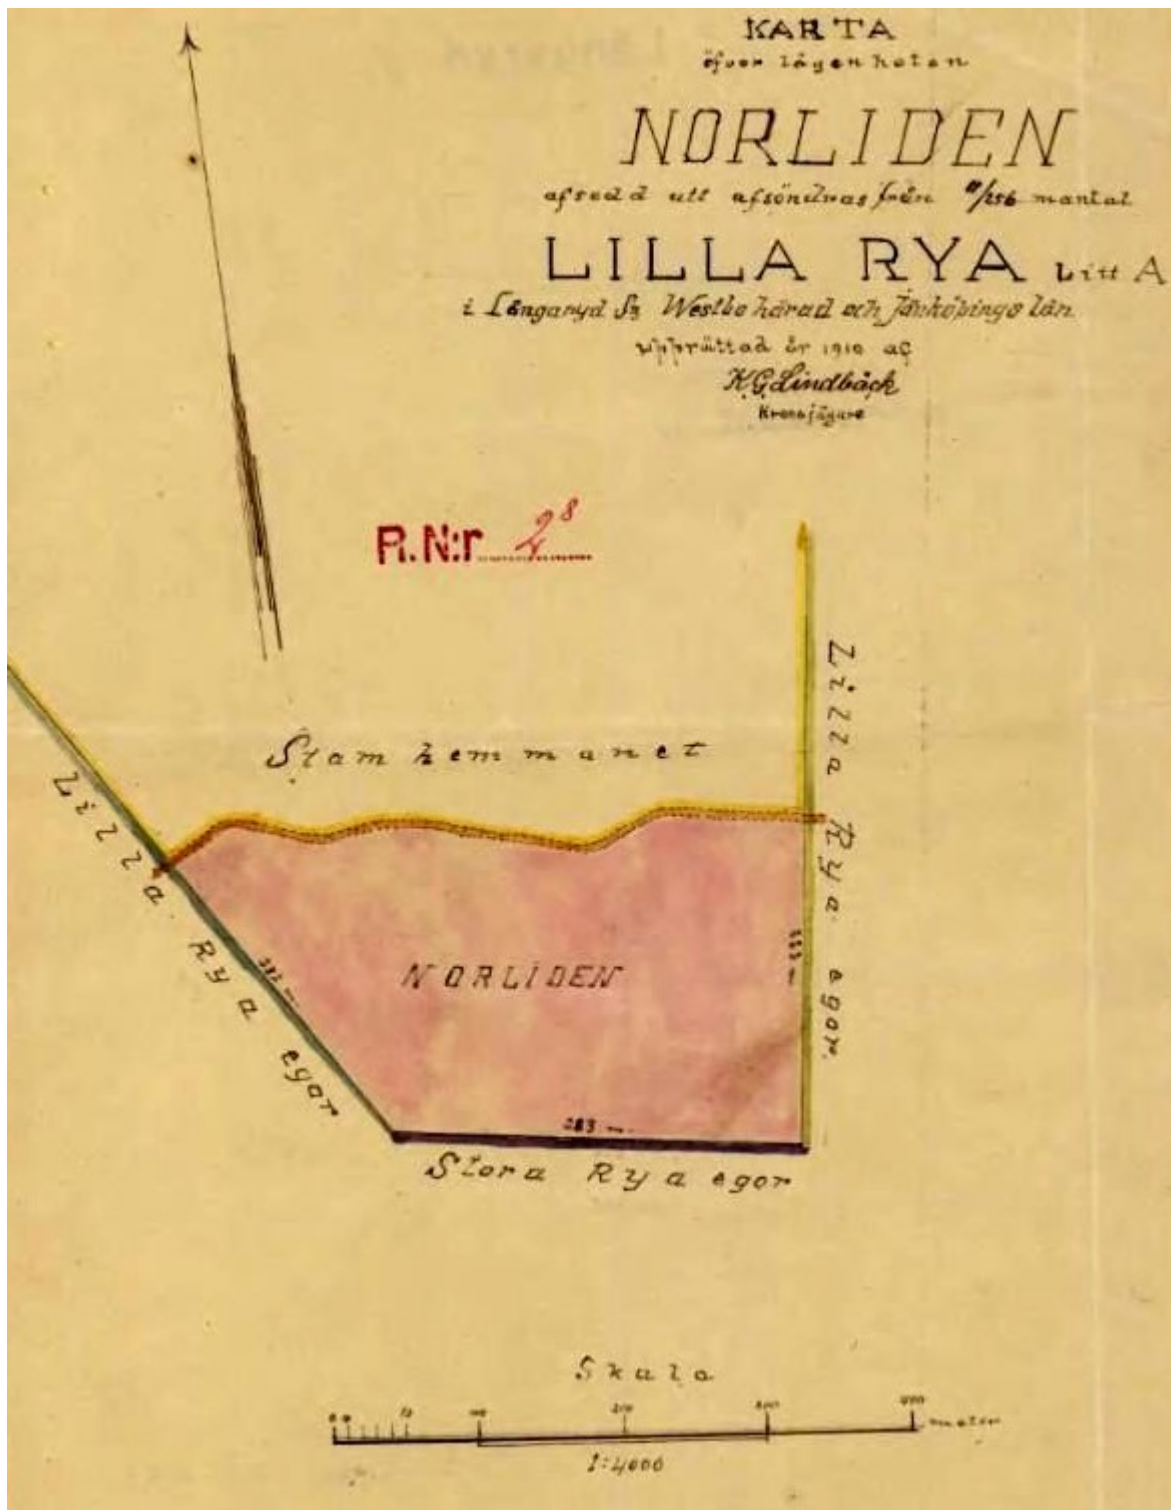 KARTA
öfver lägenheten
NORLIDEN
afsedd att afsöndras från /256 mantal
LILLA RYA Litt A
i Långaryd Sn Westbo härad och Jönköpings län
upprättad år 1910 af
K.G. Lindbäck
Kronojägare
R.N:r 2⁸
Stamhemmanet
Lilla Rya egor
Lilla Rya egor.
NORLIDEN
283 m.
Stora Rya egor
Skala
meter
1:4000